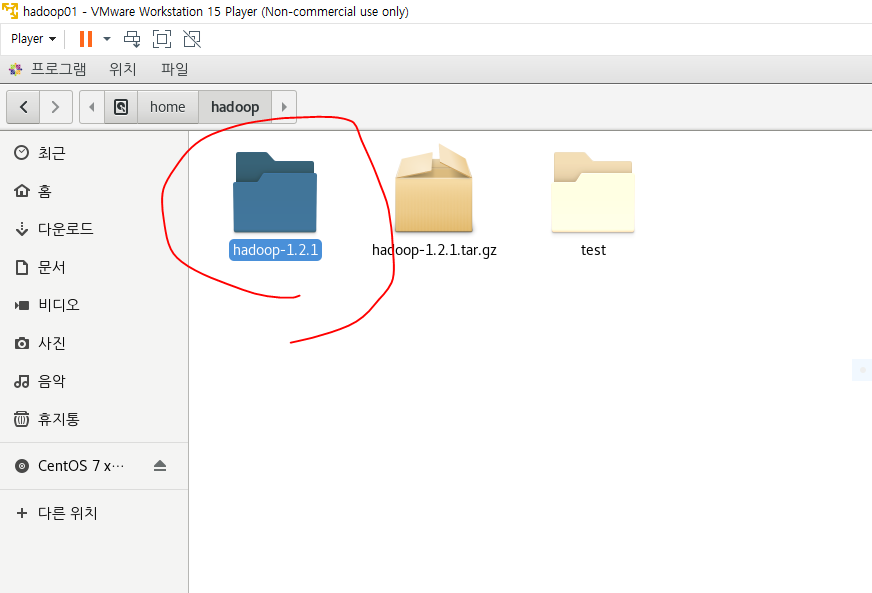 hadoop01 - VMware Workstation 15 Player (Non-commercial use only)
Player
프로그램 위치 파일
home hadoop
최근
홈
다운로드
문서
비디오
사진
음악
휴지통
CentOS 7 x…
다른 위치
hadoop-1.2.1 hadoop-1.2.1.tar.gz test